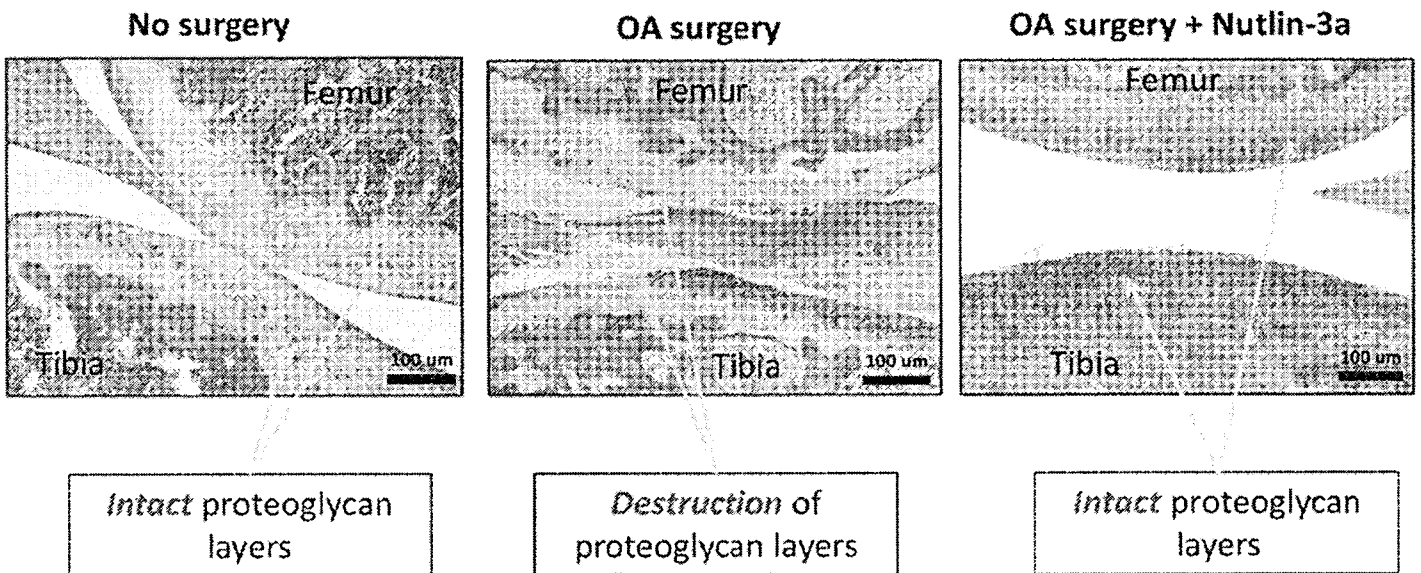 No surgery
OA surgery
OA surgery + Nutlin-3a
Femur
Tibia
100 um
Femur
Tibia
100 um
Femur
Tibia
100 um
Intact proteoglycan
layers
Destruction of
proteoglycan layers
Intact proteoglycan
layers